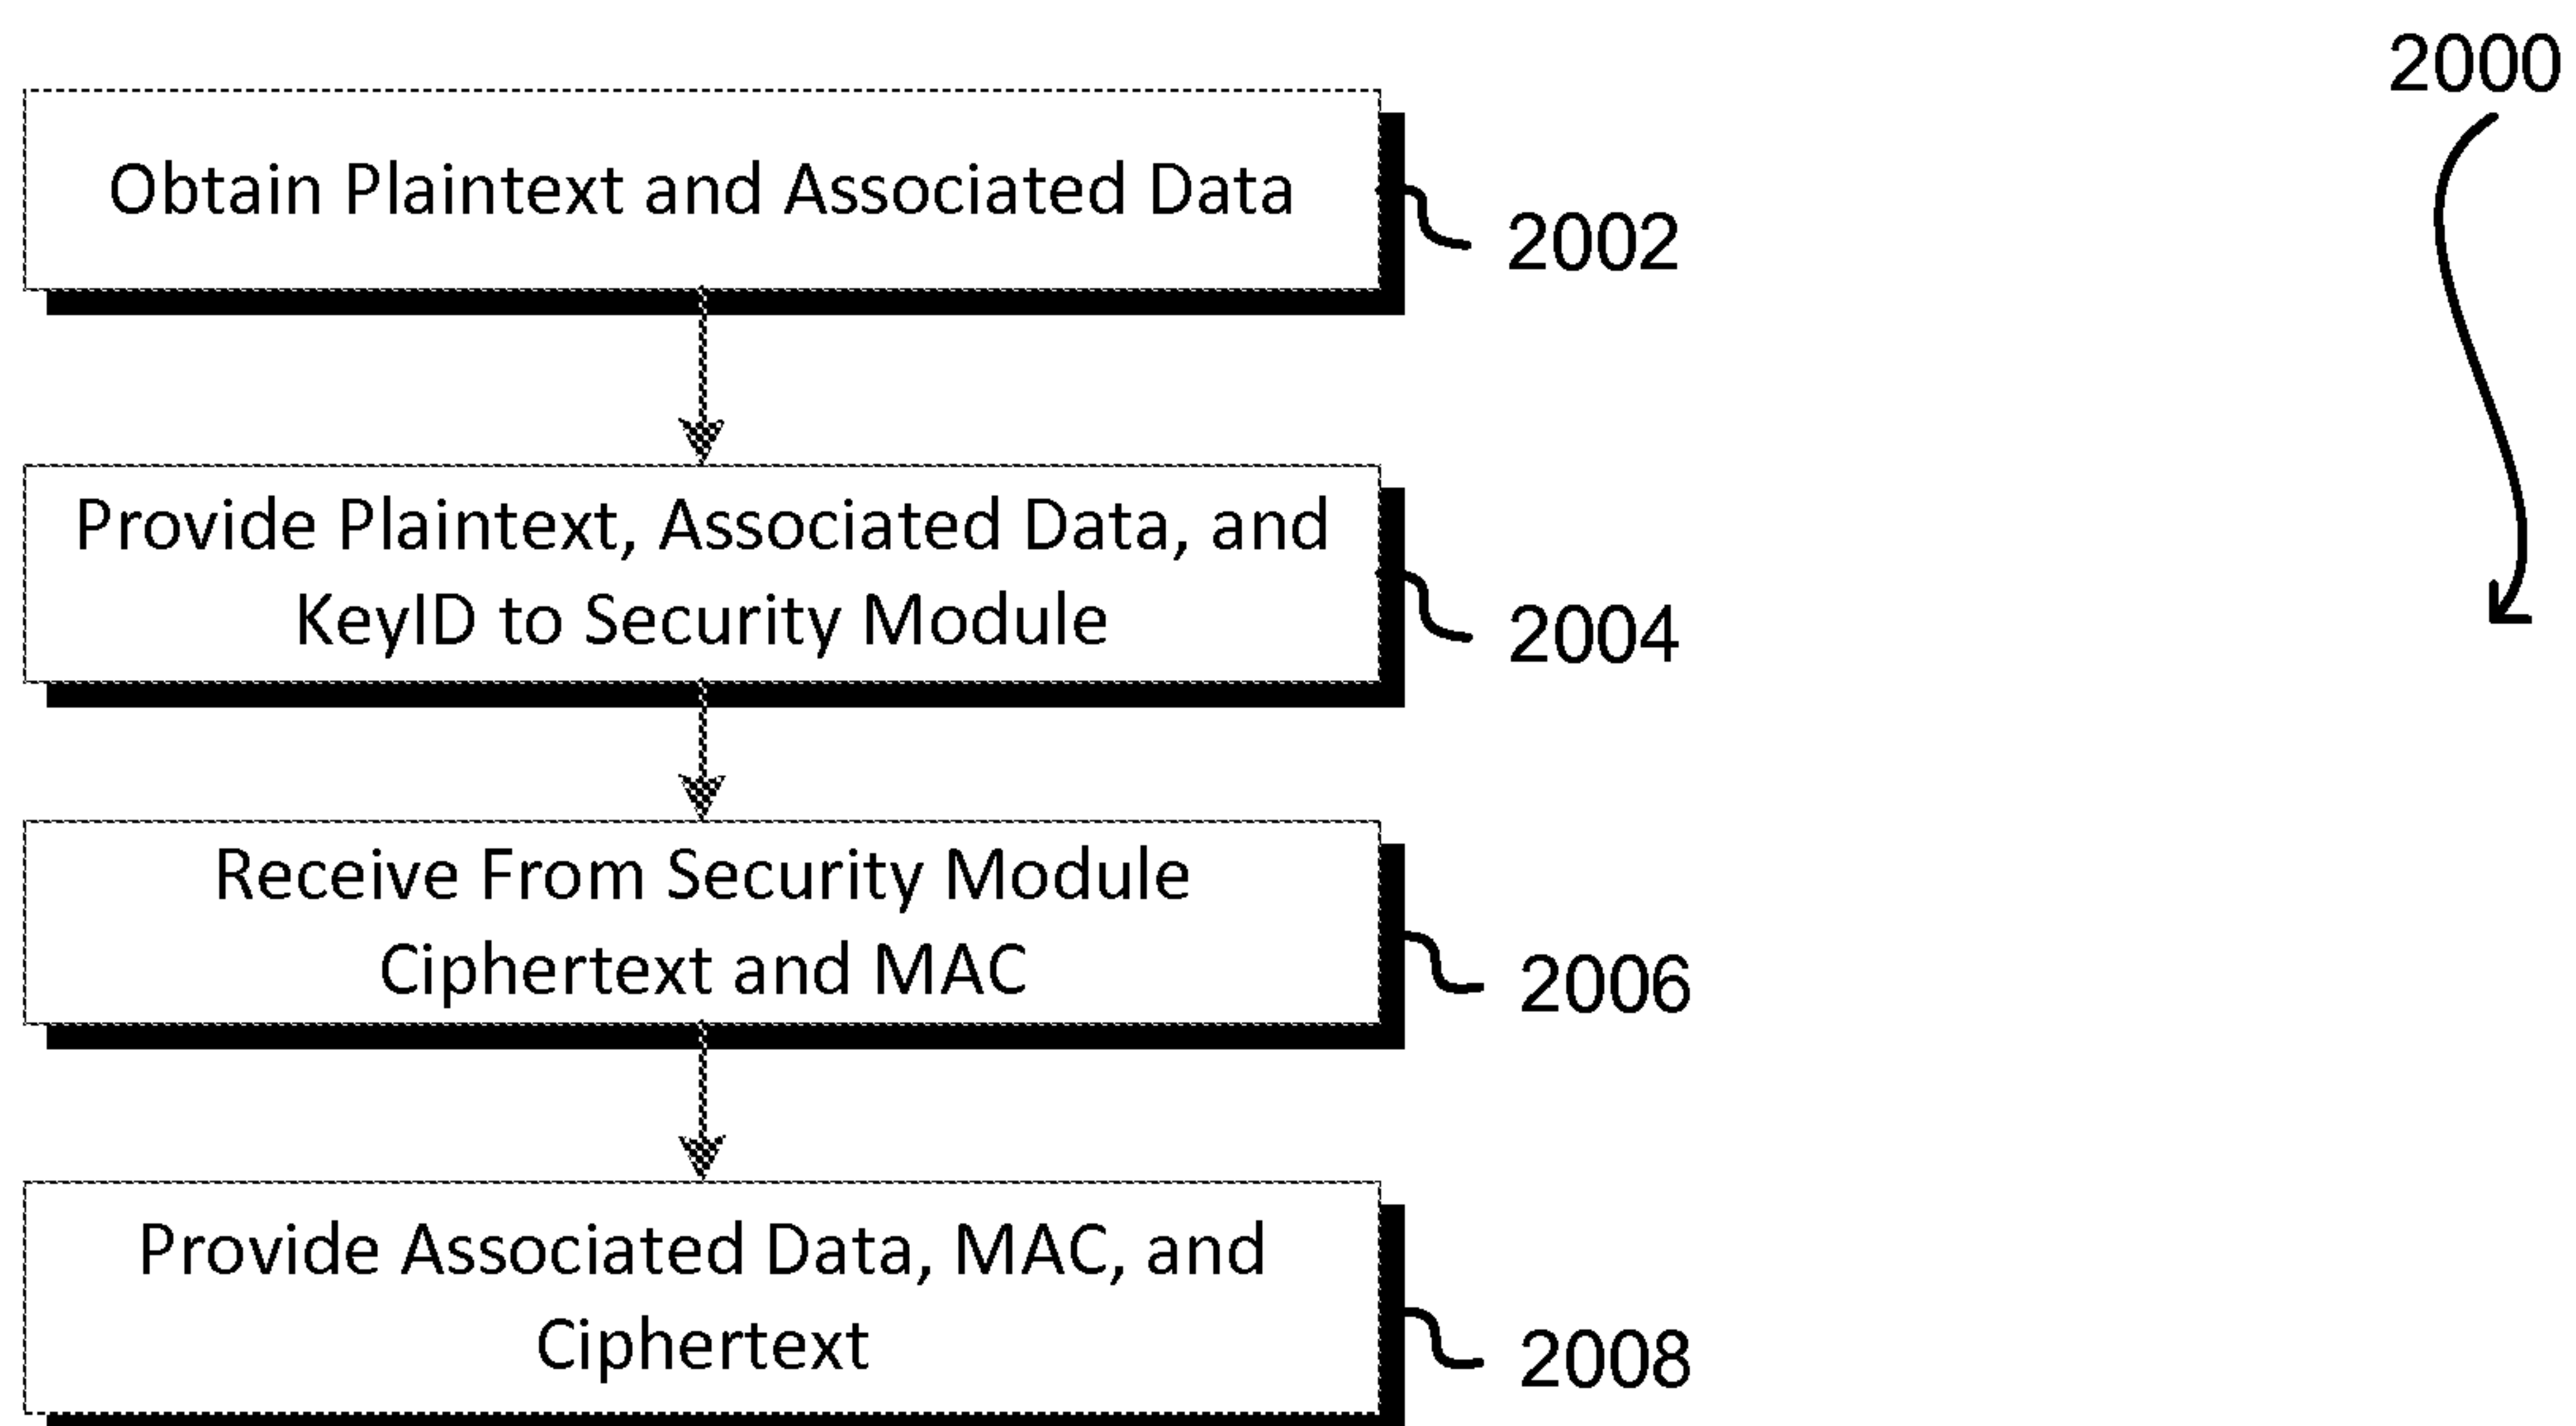 2000
Obtain Plaintext and Associated Data
2002
Provide Plaintext, Associated Data, and
KeyID to Security Module
2004
Receive From Security Module
Ciphertext and MAC
2006
Provide Associated Data, MAC, and
Ciphertext
2008